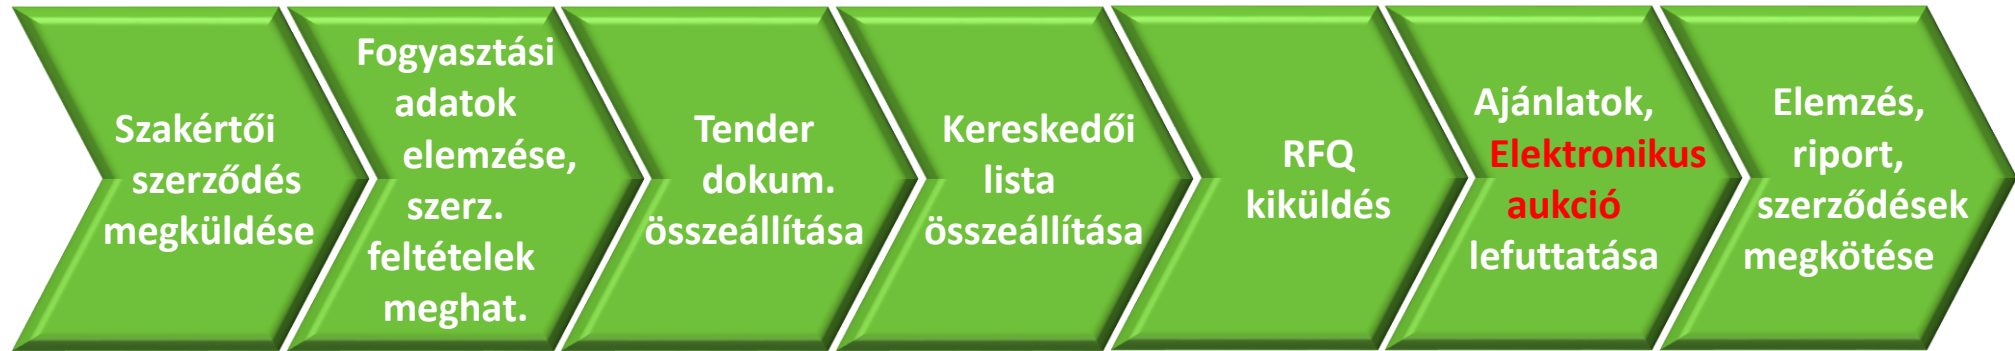 Szakértői
szerződés
megküldése
Fogyasztási
adatok
elemzése,
szerz.
feltételek
meghat.
Tender
dokum.
összeállítása
Kereskedői
lista
összeállítása
RFQ
kiküldés
Ajánlatok,
Elektronikus
aukció
lefuttatása
Elemzés,
riport,
szerződések
megkötése